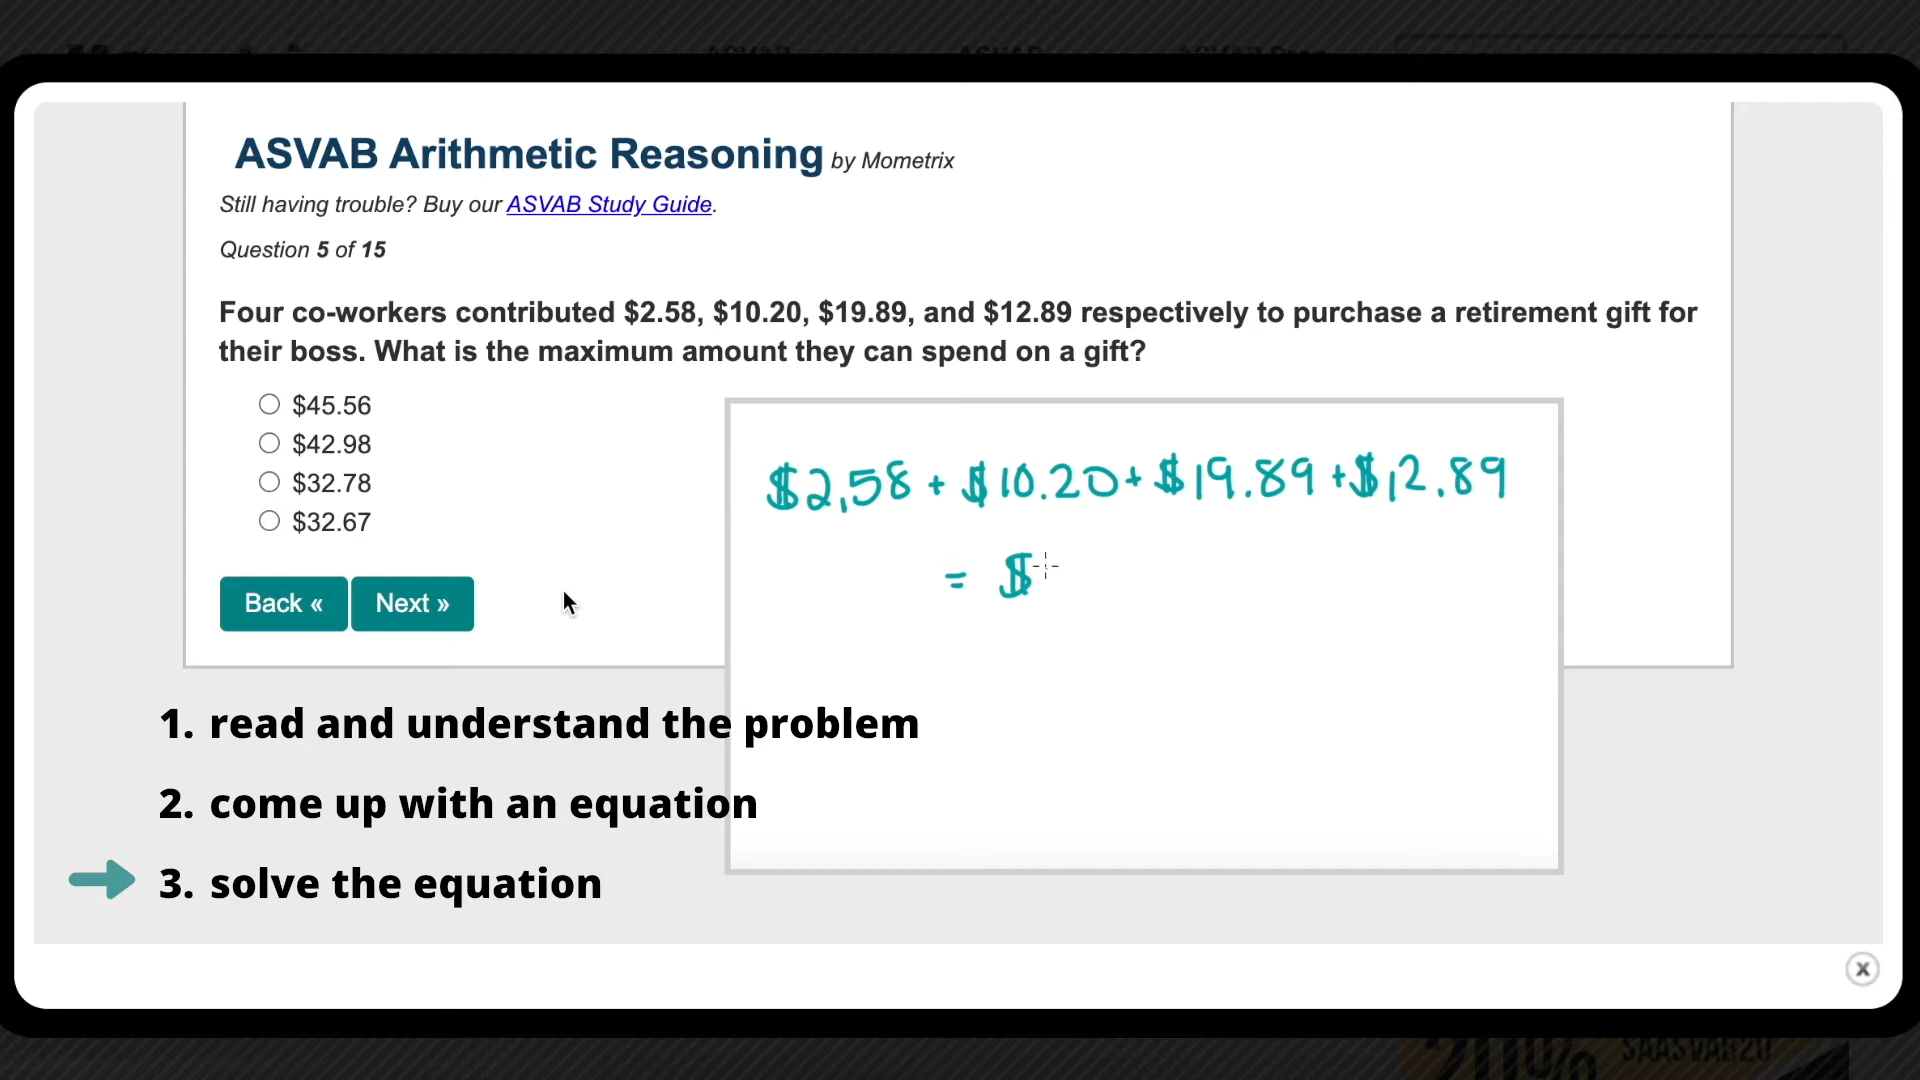 ASVAB Arithmetic Reasoning by Mometrix
Still having trouble? Buy our ASVAB Study Guide.
Question 5 of 15
Four co-workers contributed $2.58, $10.20, $19.89, and $12.89 respectively to purchase a retirement gift for
their boss. What is the maximum amount they can spend on a gift?
$45.56
$42.98
$32.78
$32.67
Back «
Next »
$2.58 + $10.20 + $19.89 + $12.89
= $
1. read and understand the problem
2. come up with an equation
3. solve the equation
x
20% SAASVAB20